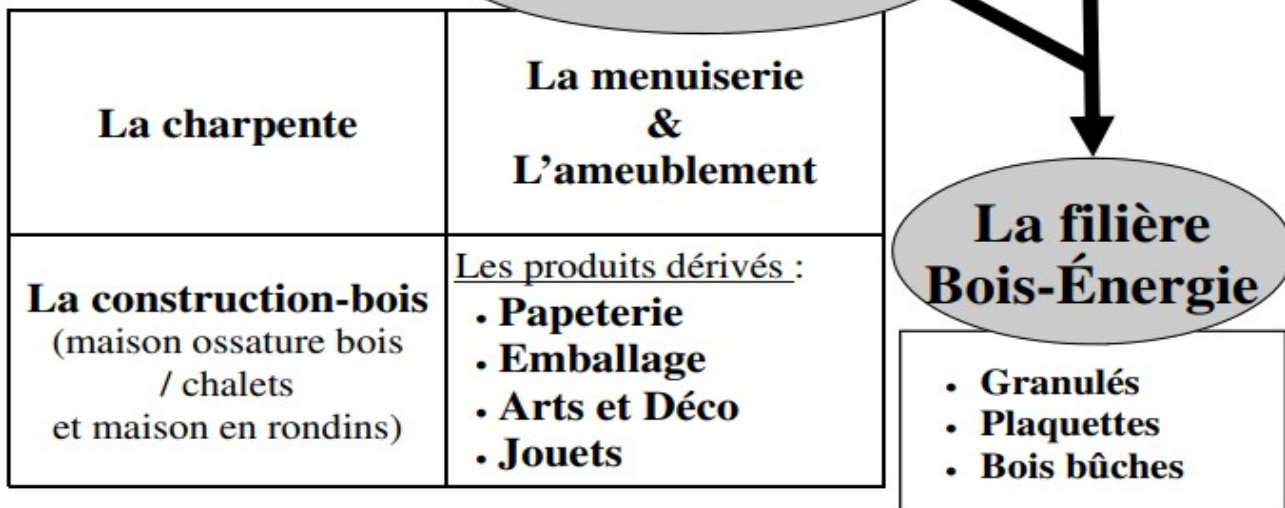 La charpente
La menuiserie
&
L’ameublement
La construction-bois
(maison ossature bois
/ chalets
et maison en rondins)
Les produits dérivés :
• Papeterie
• Emballage
• Arts et Déco
• Jouets
La filière
Bois-Énergie
• Granulés
• Plaquettes
• Bois bûches